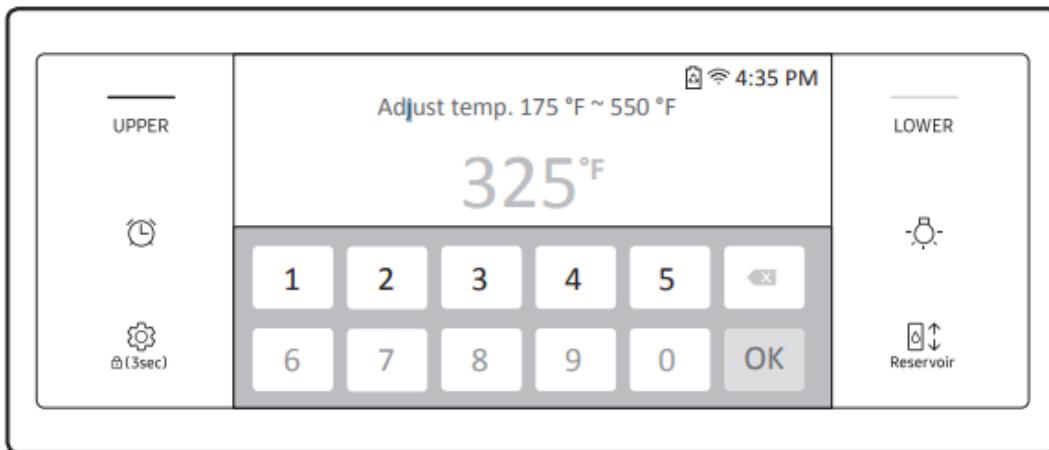 4:35 PM
UPPER
Adjust temp. 175 °F ~ 550 °F
LOWER
325°F
1 2 3 4 5
6 7 8 9 0 OK
(3sec)
Reservoir